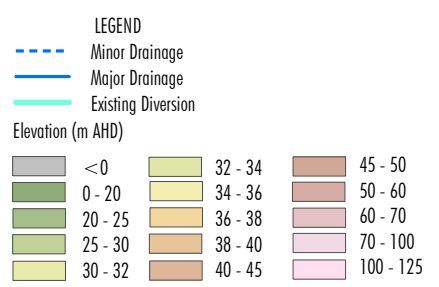 LEGEND
Minor Drainage
Major Drainage
Existing Diversion
Elevation (m AHD)
<0
0 - 20
20 - 25
25 - 30
30 - 32
32 - 34
34 - 36
36 - 38
38 - 40
40 - 45
45 - 50
50 - 60
60 - 70
70 - 100
100 - 125